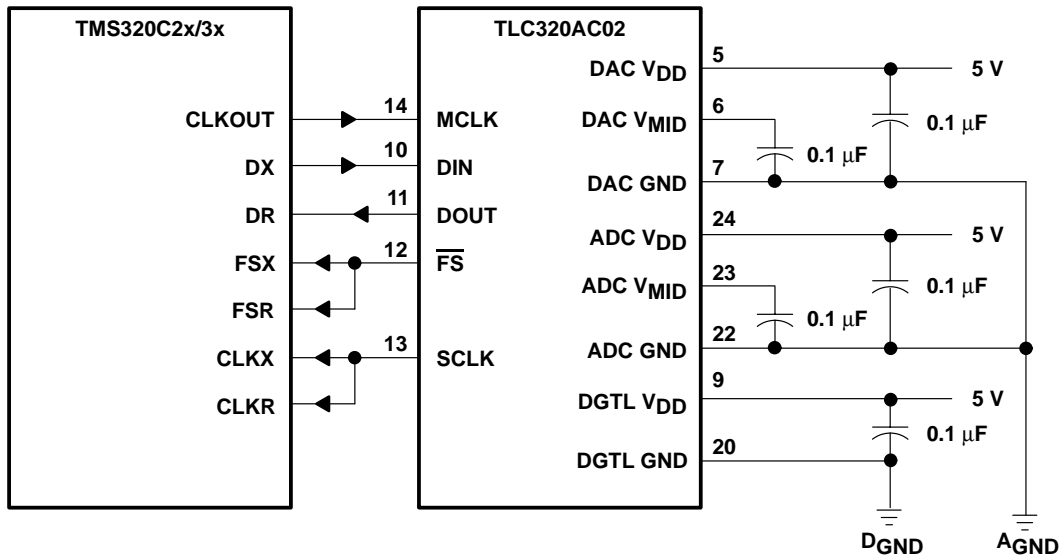 TMS320C2x/3x
CLKOUT
DX
DR
FSX
FSR
CLKX
CLKR
14
10
11
12
13
TLC320AC02
MCLK
DIN
DOUT
FS
SCLK
DAC VDD
DAC VMID
DAC GND
ADC VDD
ADC VMID
ADC GND
DGTL VDD
DGTL GND
5
6
7
24
23
22
9
20
5 V
0.1 μF
0.1 μF
5 V
0.1 μF
0.1 μF
5 V
0.1 μF
DGND
AGND